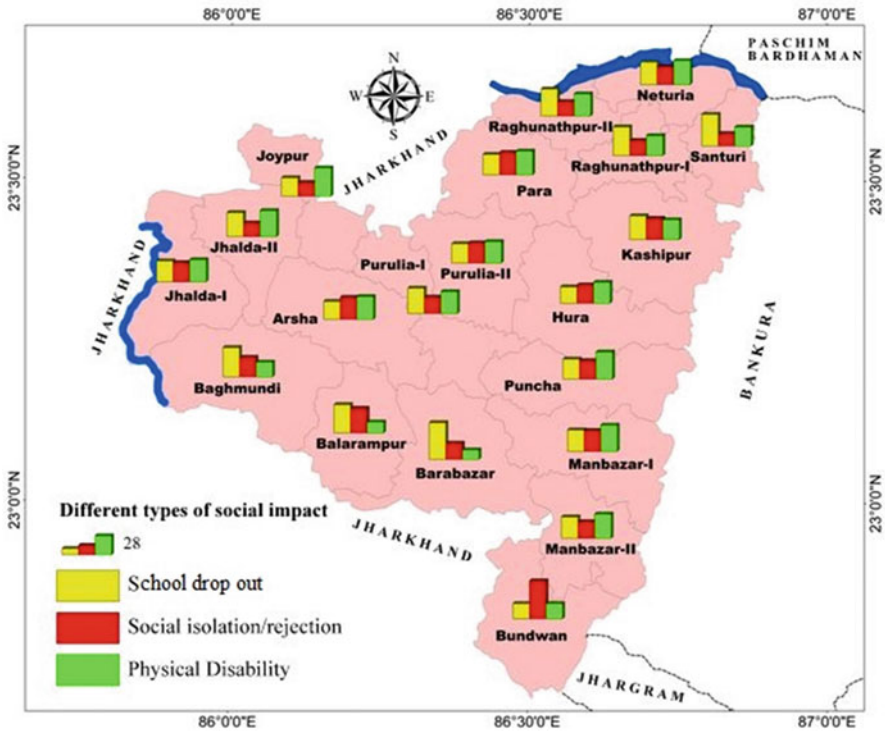 86°0'0"E
86°30'0"E
87°0'0"E
PASCHIM
BARDHAMAN
N
W
E
S
Neturia
Raghunathpur-II
Raghunathpur-I
Santuri
Joypur
JHARKHAND
Para
23°30'0"N
23°30'0"N
Jhalda-II
Kashipur
Purulia-I
Purulia-II
JHARKHAND
Jhalda-I
Arsha
Hura
BANKURA
Baghmundi
Puncha
Balarampur
Barabazar
Manbazar-I
23°0'0"N
23°0'0"N
Different types of social impact
28
JHARKHAND
Manbazar-II
School drop out
Social isolation/rejection
Bundwan
Physical Disability
JHARGRAM
86°0'0"E
86°30'0"E
87°0'0"E